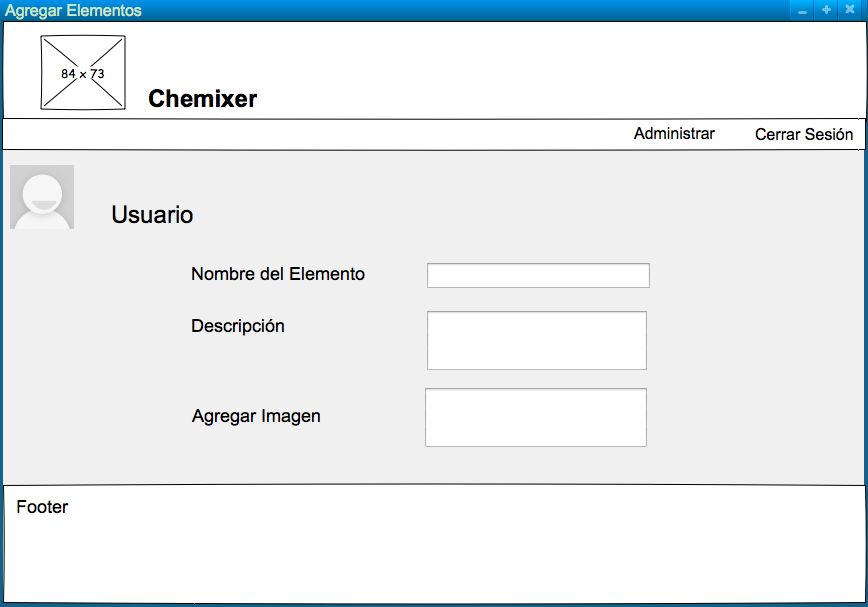 Agregar Elementos
84 x 73
Chemixer
Administrar
Cerrar Sesión
Usuario
Nombre del Elemento
Descripción
Agregar Imagen
Footer